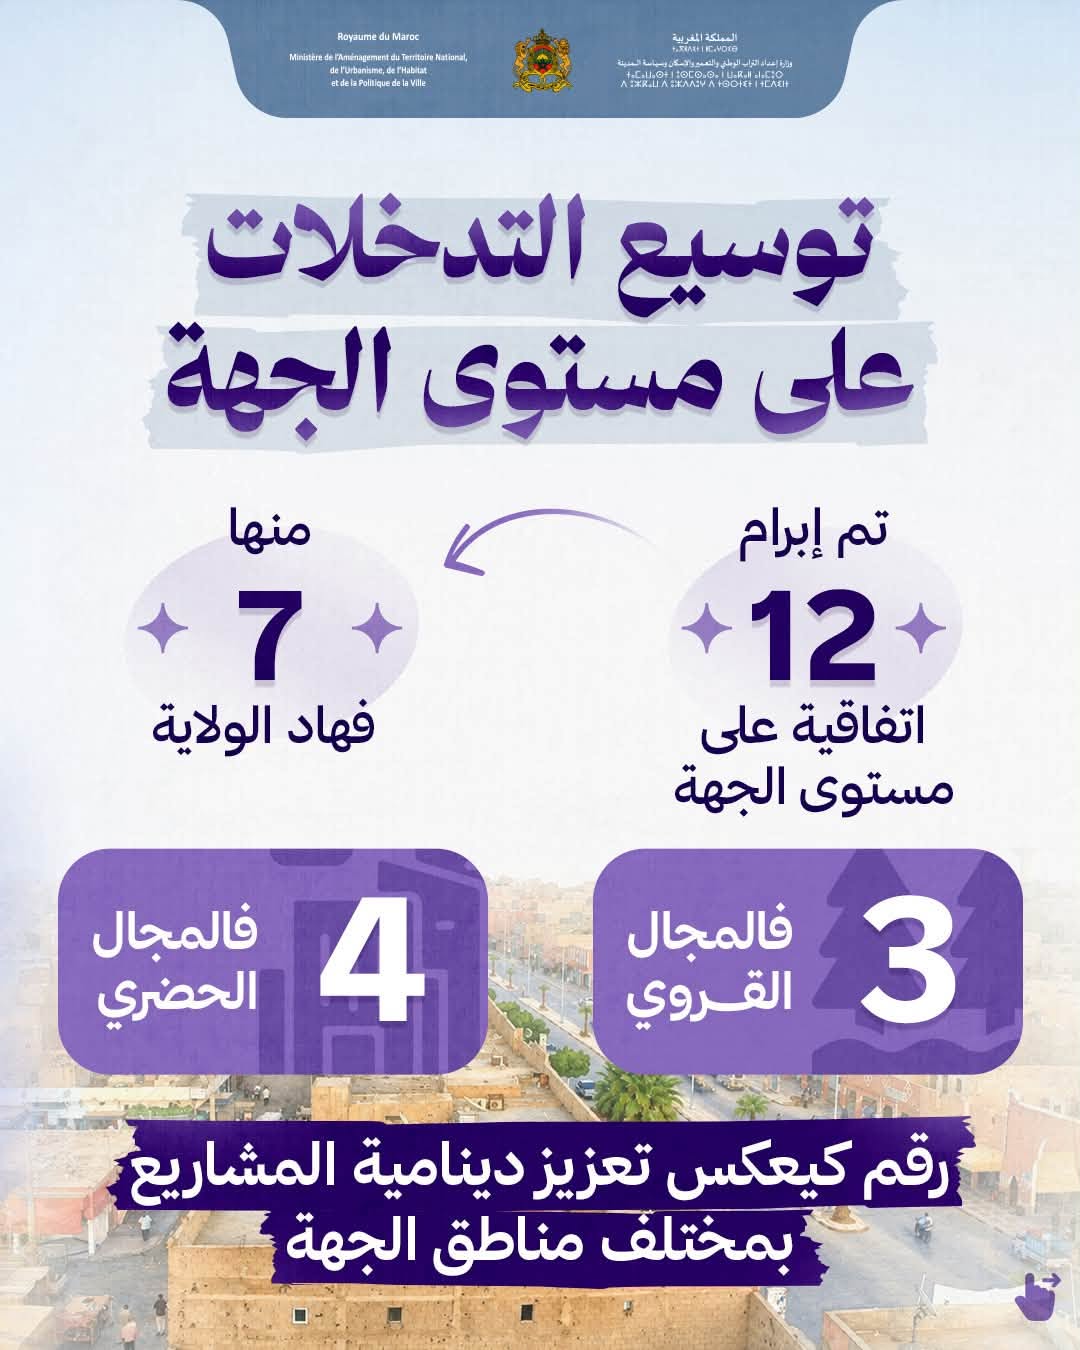 Royaume du Maroc
Ministère de l'Aménagement du Territoire National,
de l'Urbanisme, de l'Habitat
et de la Politique de la Ville
المملكة المغربية
ⵜⴰⴳⵍⴷⵉⵜ ⵏ ⵍⵎⵖⵔⵉⴱ
وزارة إعداد التراب الوطني والتعمير والإسكان وسياسة المدينة
توسيع التدخلات
على مستوى الجهة
تم إبرام
12
اتفاقية على
مستوى الجهة
منها
7
فهاد الولاية
3
فالمجال
القروي
4
فالمجال
الحضري
رقم كيعكس تعزيز دينامية المشاريع
بمختلف مناطق الجهة